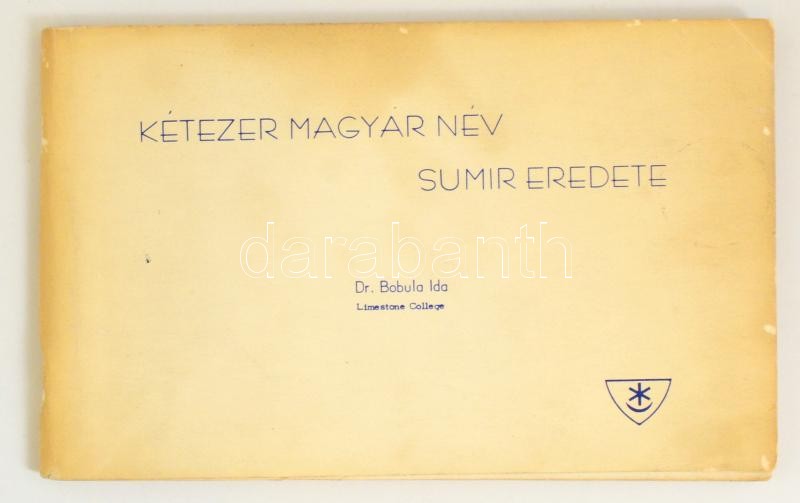 KÉTEZER MAGYAR NÉV
SUMIR EREDETE
darabanth
Dr. Bobula Ida
Limestone College